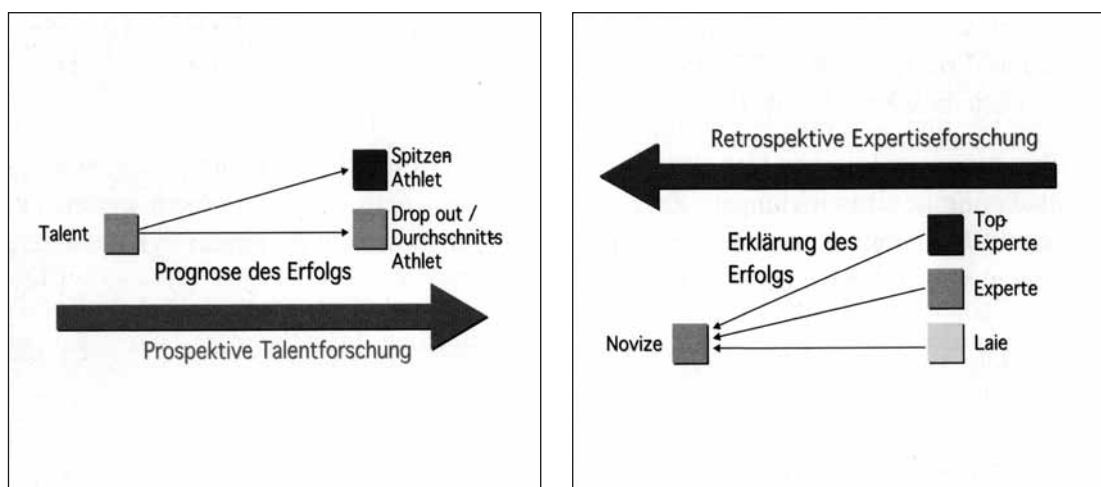 Spitzen
Athlet
Talent
Drop out /
Durchschnitts
Athlet
Prognose des Erfolgs
Prospektive Talentforschung
Retrospektive Expertiseforschung
Top-
Experte
Erklärung des
Erfolgs
Experte
Novize
Laie